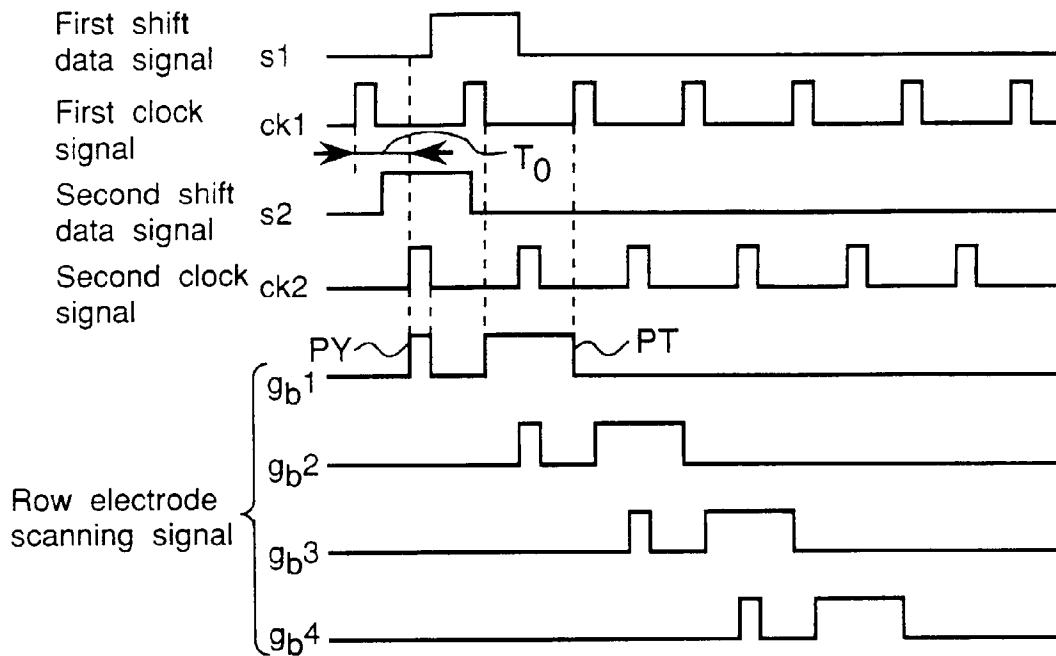 First shift
data signal s1
First clock
signal ck1
T0
Second shift
data signal s2
Second clock
signal ck2
PY
PT
gb1
gb2
Row electrode
scanning signal
gb3
gb4